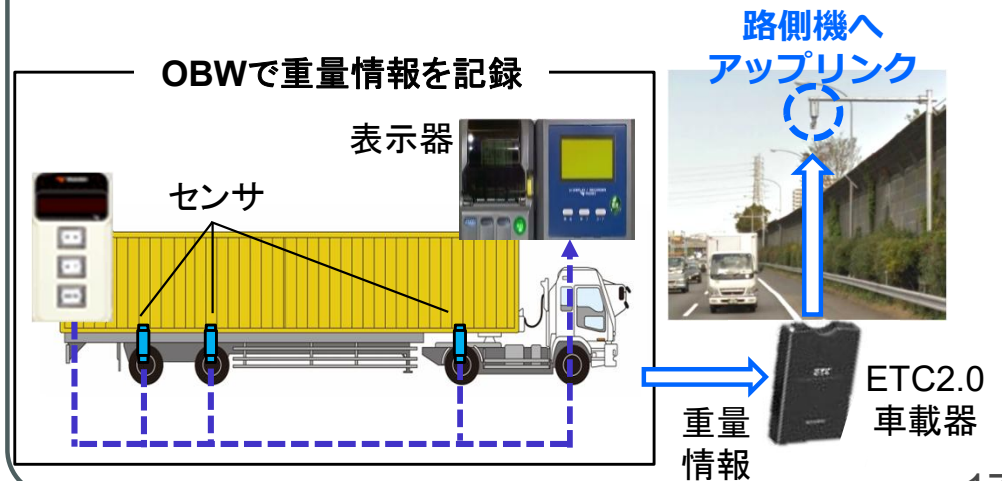 路側機へ
アップリンク
OBWで重量情報を記録
表示器
センサ
ETC
ETC2.0
車載器
重量
情報